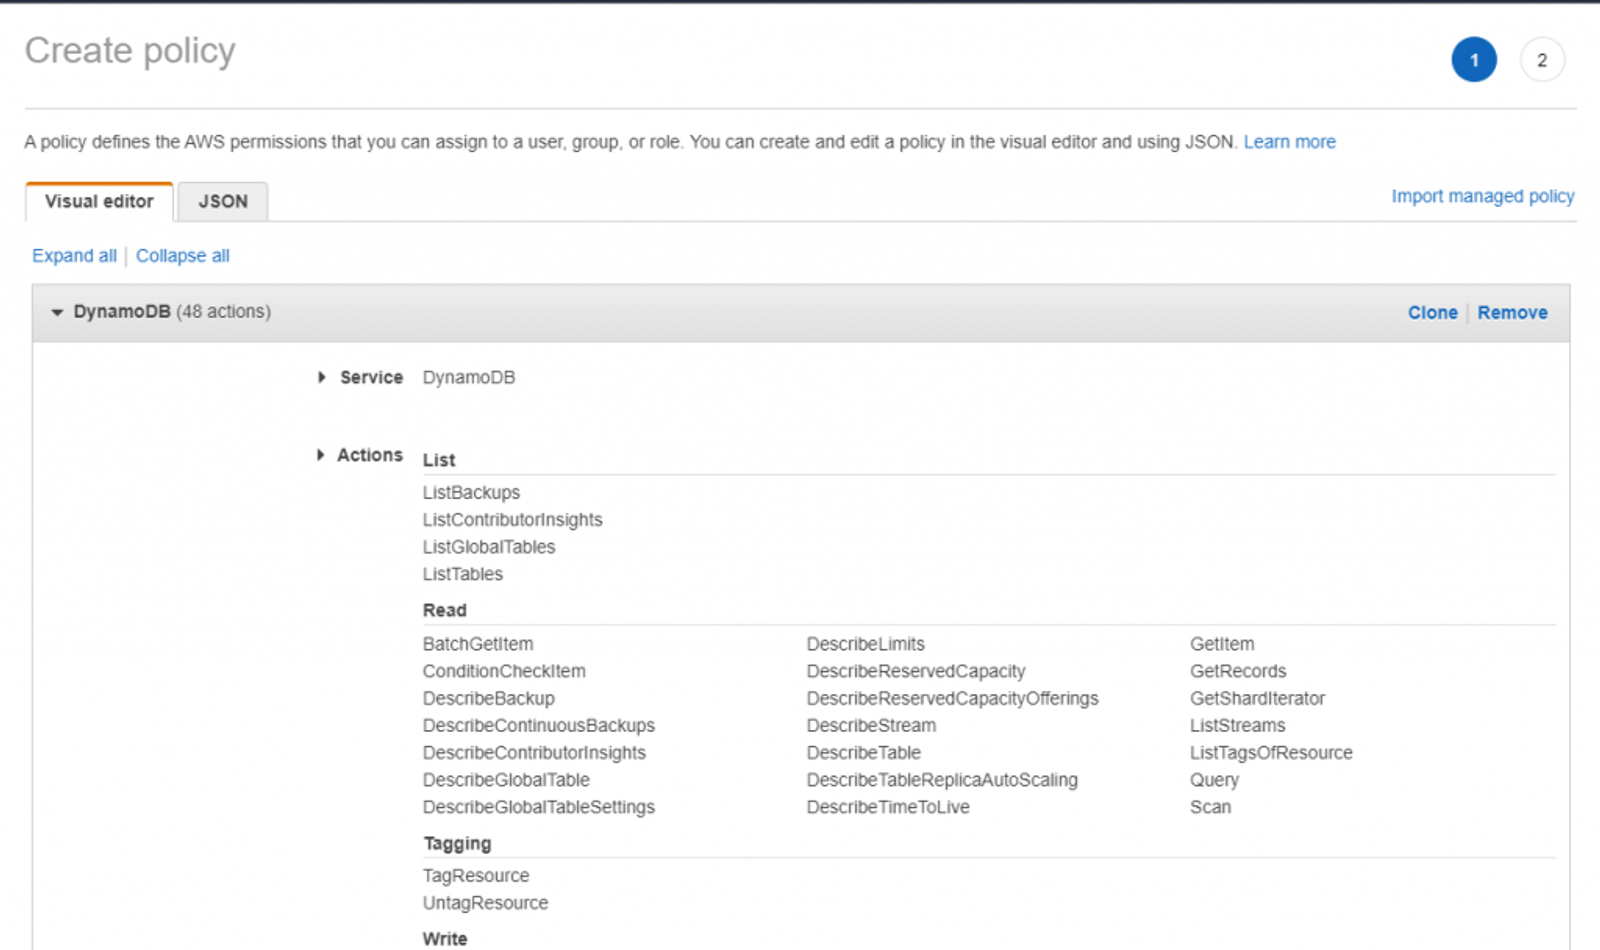 Create policy
1
2
A policy defines the AWS permissions that you can assign to a user, group, or role. You can create and edit a policy in the visual editor and using JSON. Learn more
Visual editor
JSON
Import managed policy
Expand all
Collapse all
DynamoDB (48 actions)
Clone
Remove
Service
DynamoDB
Actions
List
ListBackups
ListContributorInsights
ListGlobalTables
ListTables
Read
BatchGetItem
ConditionCheckItem
DescribeBackup
DescribeContinuousBackups
DescribeContributorInsights
DescribeGlobalTable
DescribeGlobalTableSettings
DescribeLimits
DescribeReservedCapacity
DescribeReservedCapacityOfferings
DescribeStream
DescribeTable
DescribeTableReplicaAutoScaling
DescribeTimeToLive
GetItem
GetRecords
GetShardIterator
ListStreams
ListTagsOfResource
Query
Scan
Tagging
TagResource
UntagResource
Write